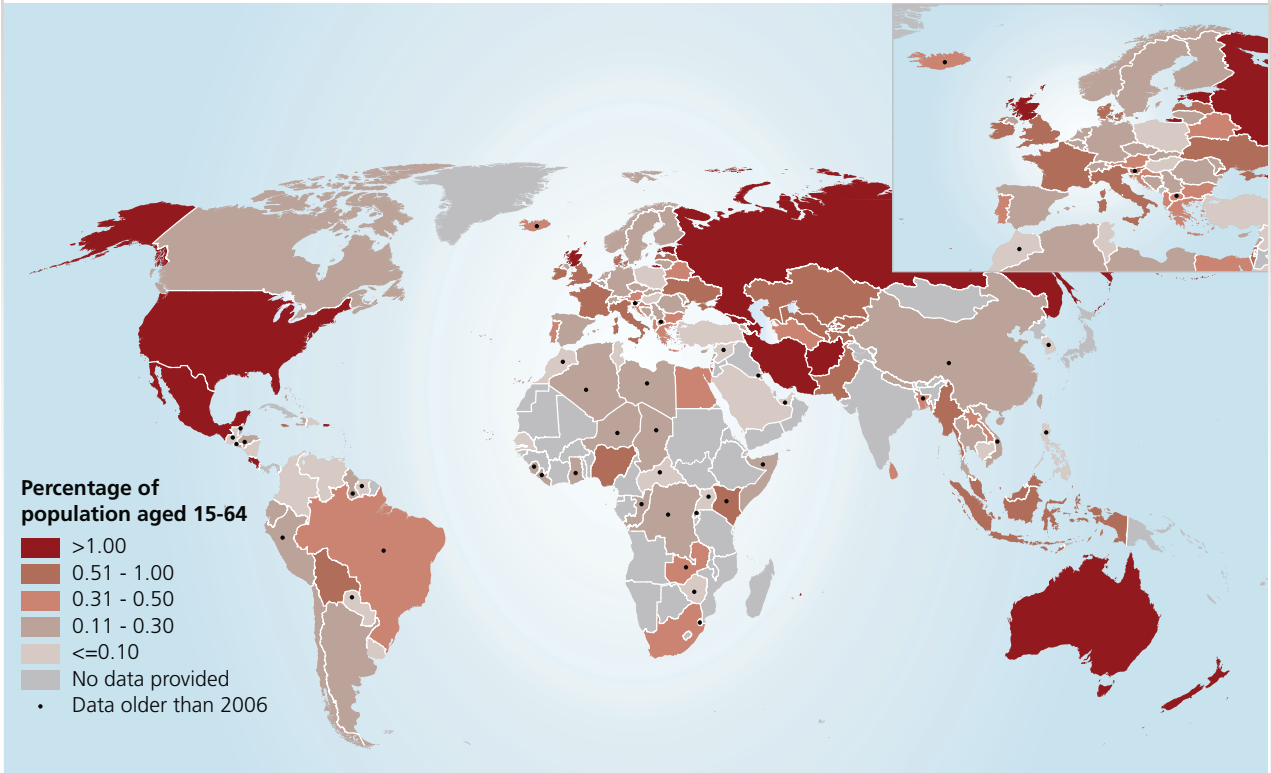 Percentage of
population aged 15-64
>1.00
0.51 - 1.00
0.31 - 0.50
0.11 - 0.30
<=0.10
No data provided
Data older than 2006